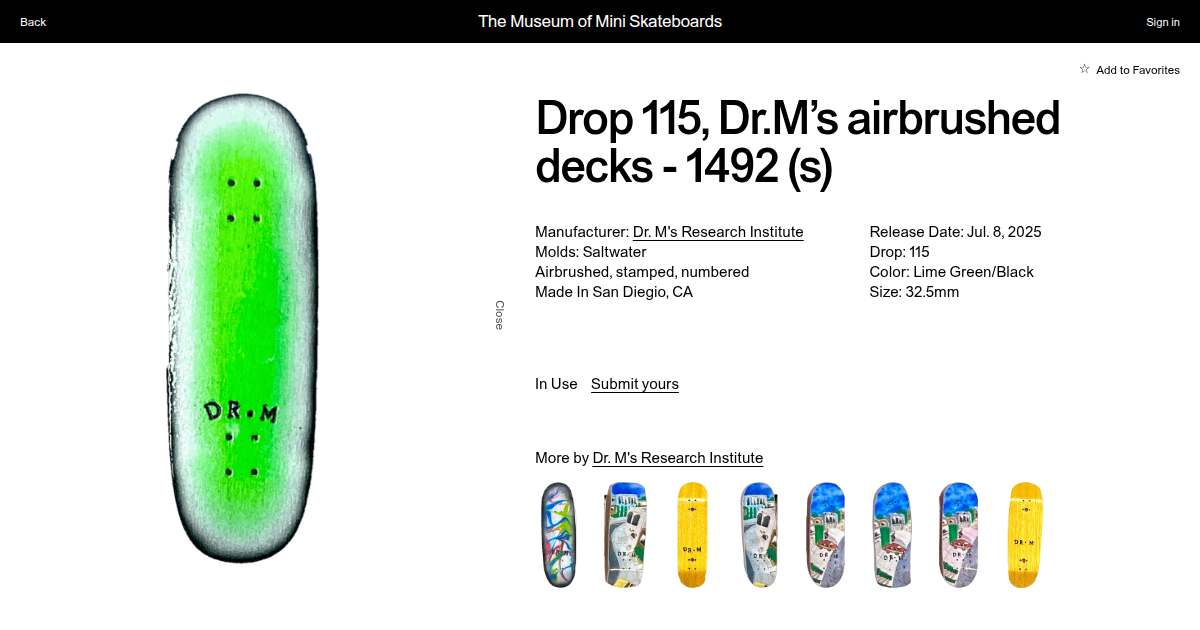 Back
The Museum of Mini Skateboards
Sign in
☆ Add to Favorites
Drop 115, Dr.M’s airbrushed
decks - 1492 (s)
Manufacturer: Dr. M's Research Institute
Molds: Saltwater
Airbrushed, stamped, numbered
Made In San Diegio, CA
Release Date: Jul. 8, 2025
Drop: 115
Color: Lime Green/Black
Size: 32.5mm
DR•M
Close
In Use Submit yours
More by Dr. M's Research Institute
DR•M
DR•M